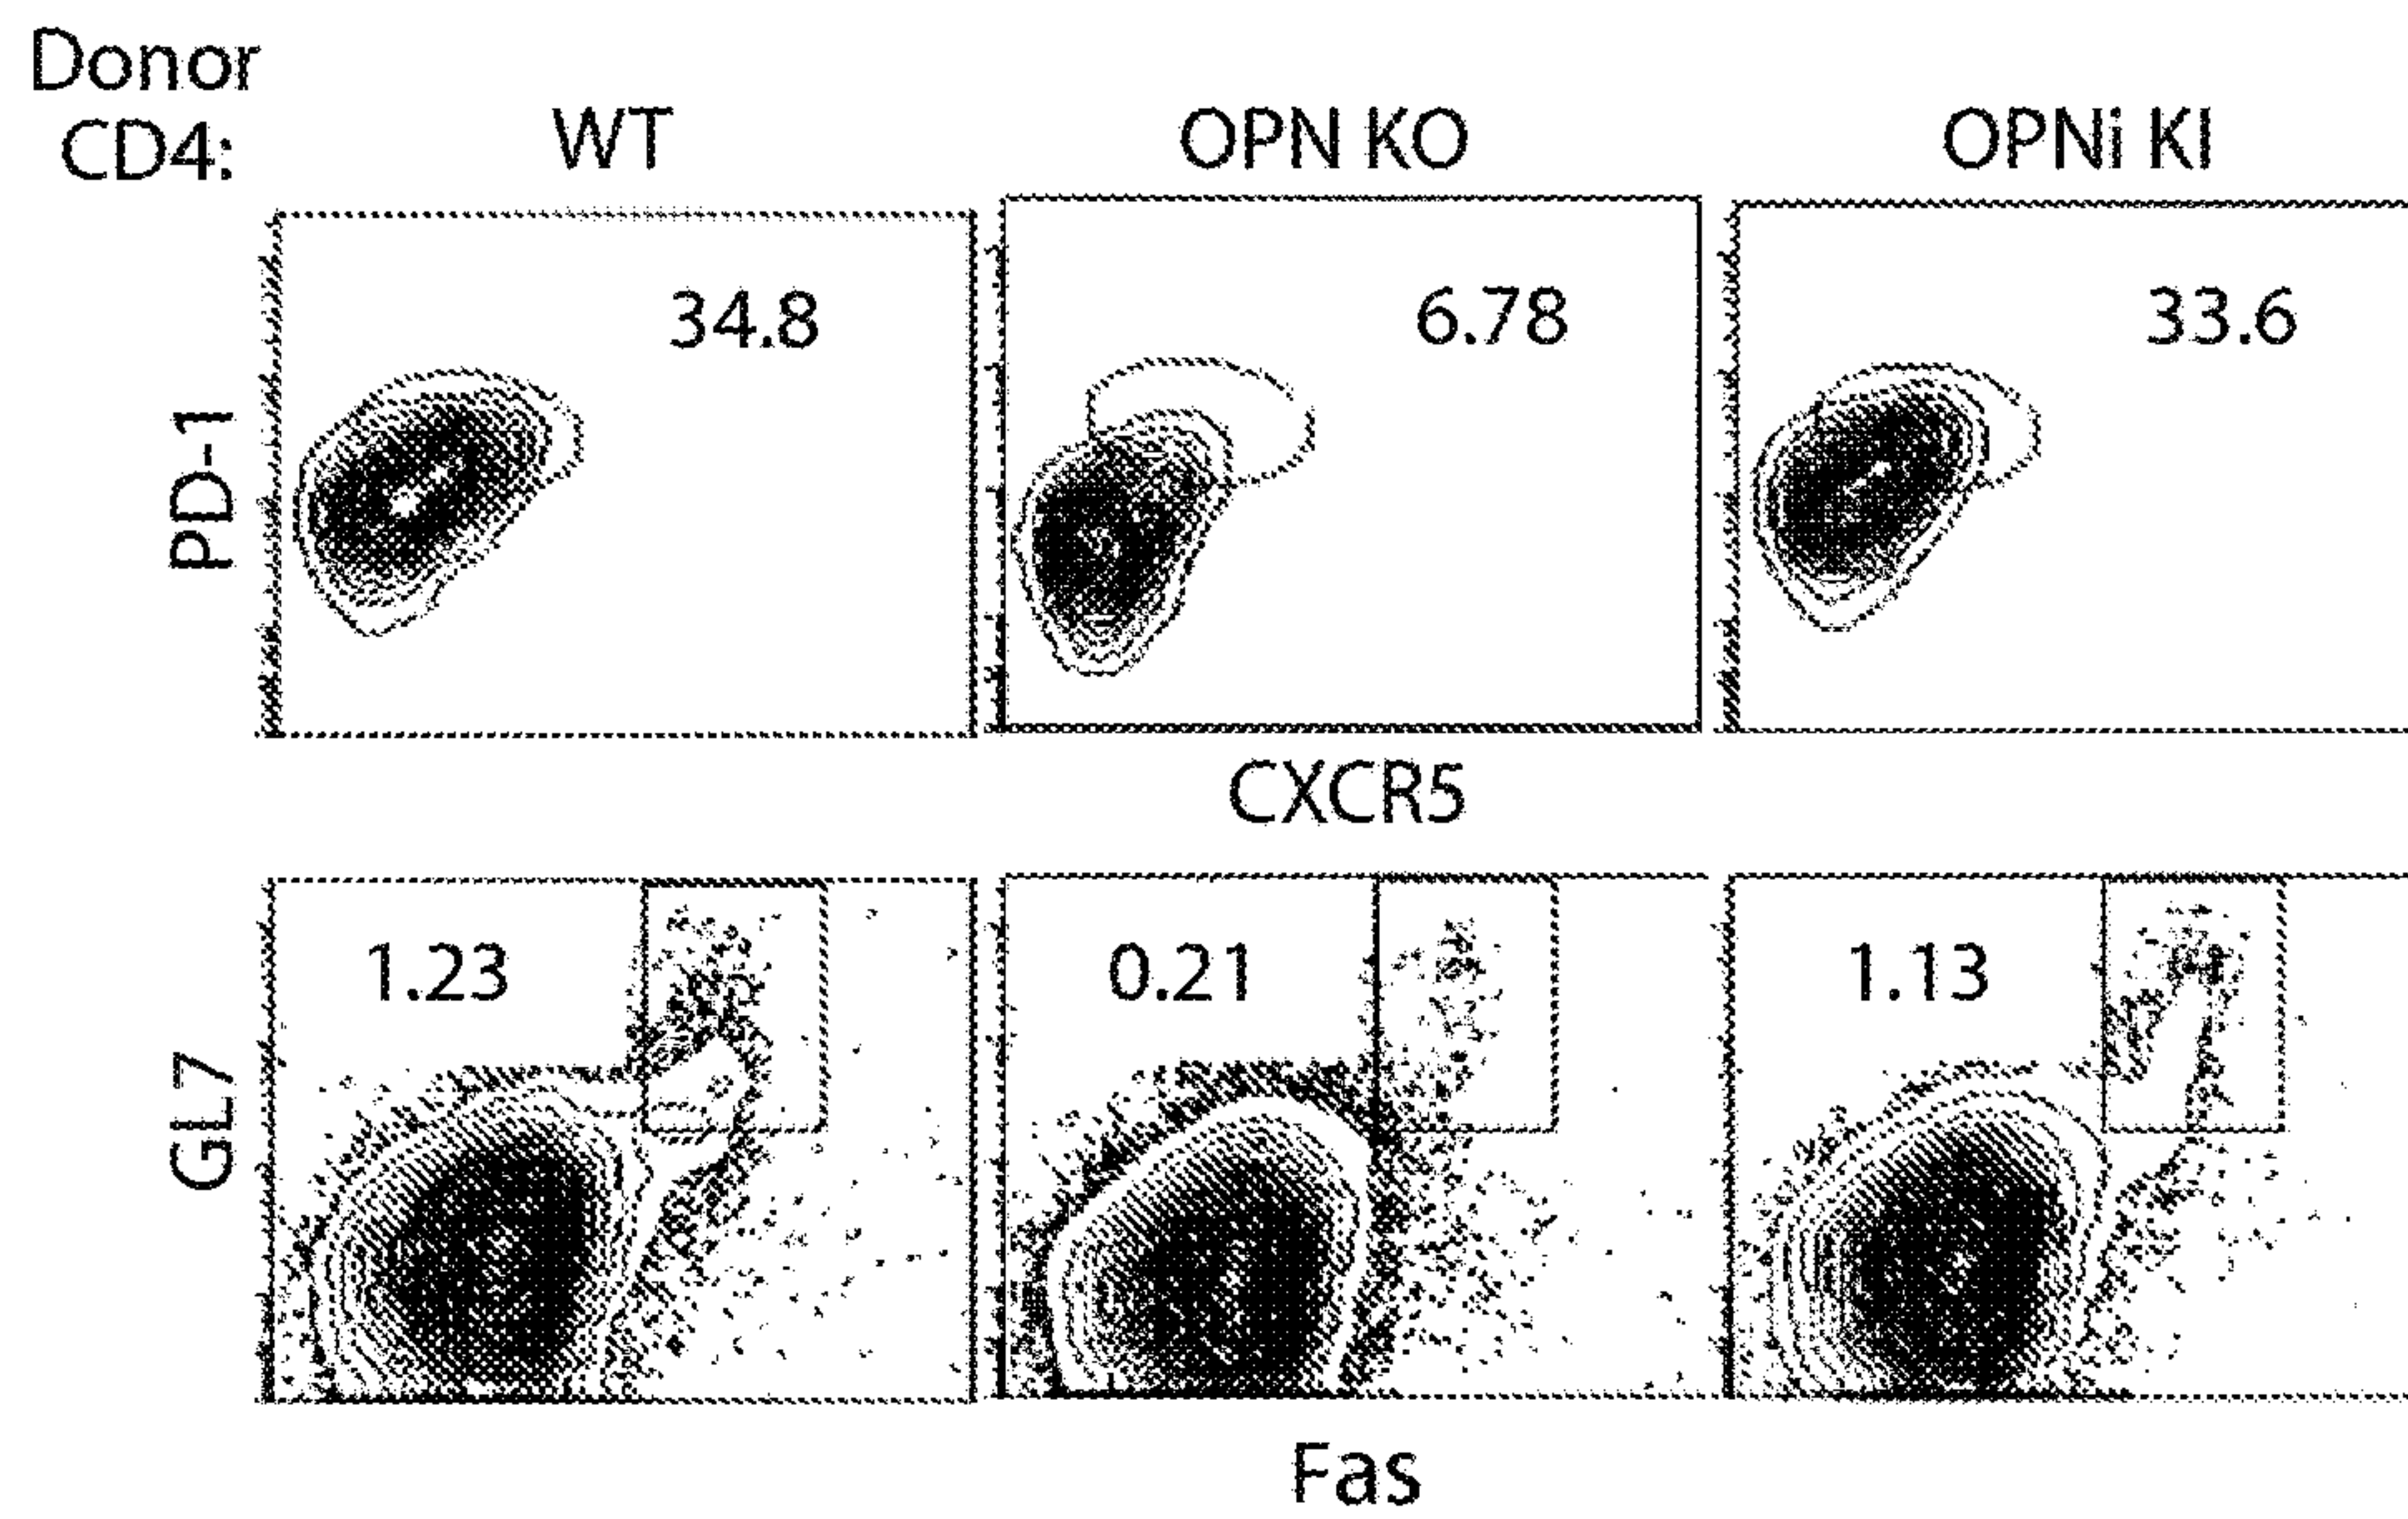 Donor
CD4:
WT
OPN KO
OPNi KI
34.8
6.78
33.6
PD-1
CXCR5
1.23
0.21
1.13
GL7
Fas